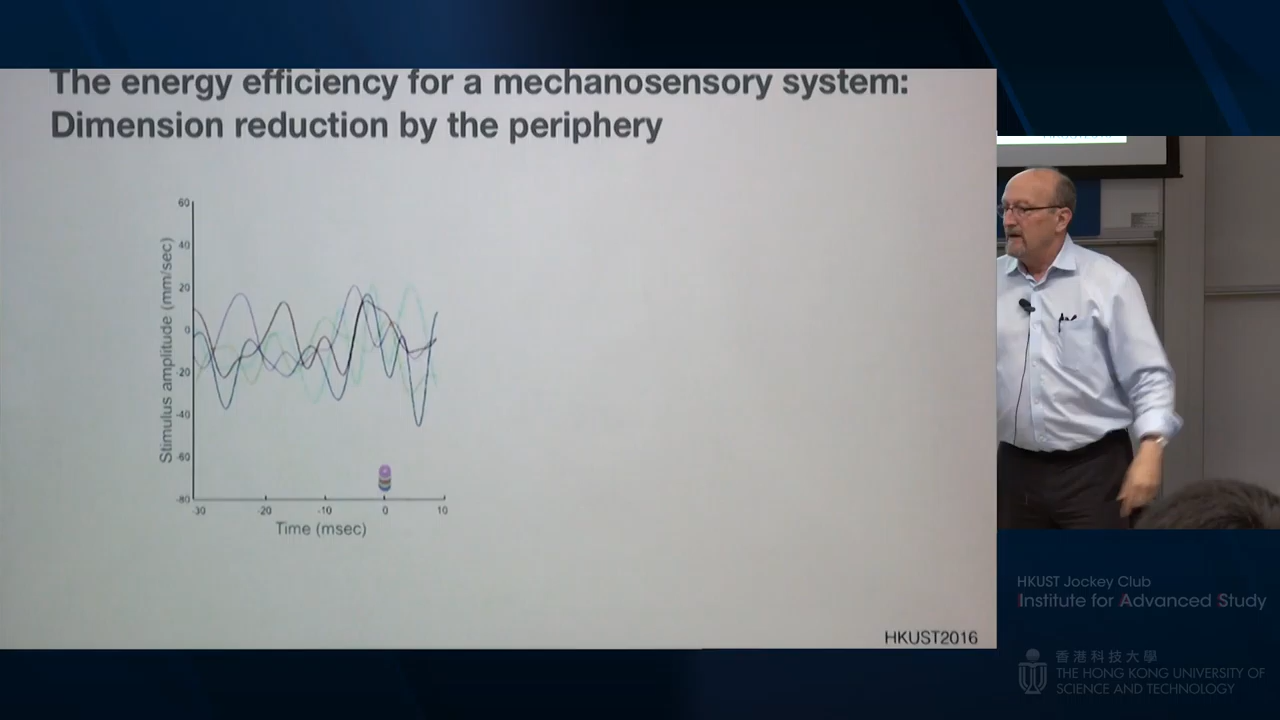 The energy efficiency for a mechanosensory system:
Dimension reduction by the periphery
60
40
20
0
-20
-40
-60
-80
Stimulus amplitude (mm/sec)
-30
-20
-10
0
10
Time (msec)
HKUST2016
HKUST Jockey Club
Institute for Advanced Study
香港科技大學
THE HONG KONG UNIVERSITY OF
SCIENCE AND TECHNOLOGY